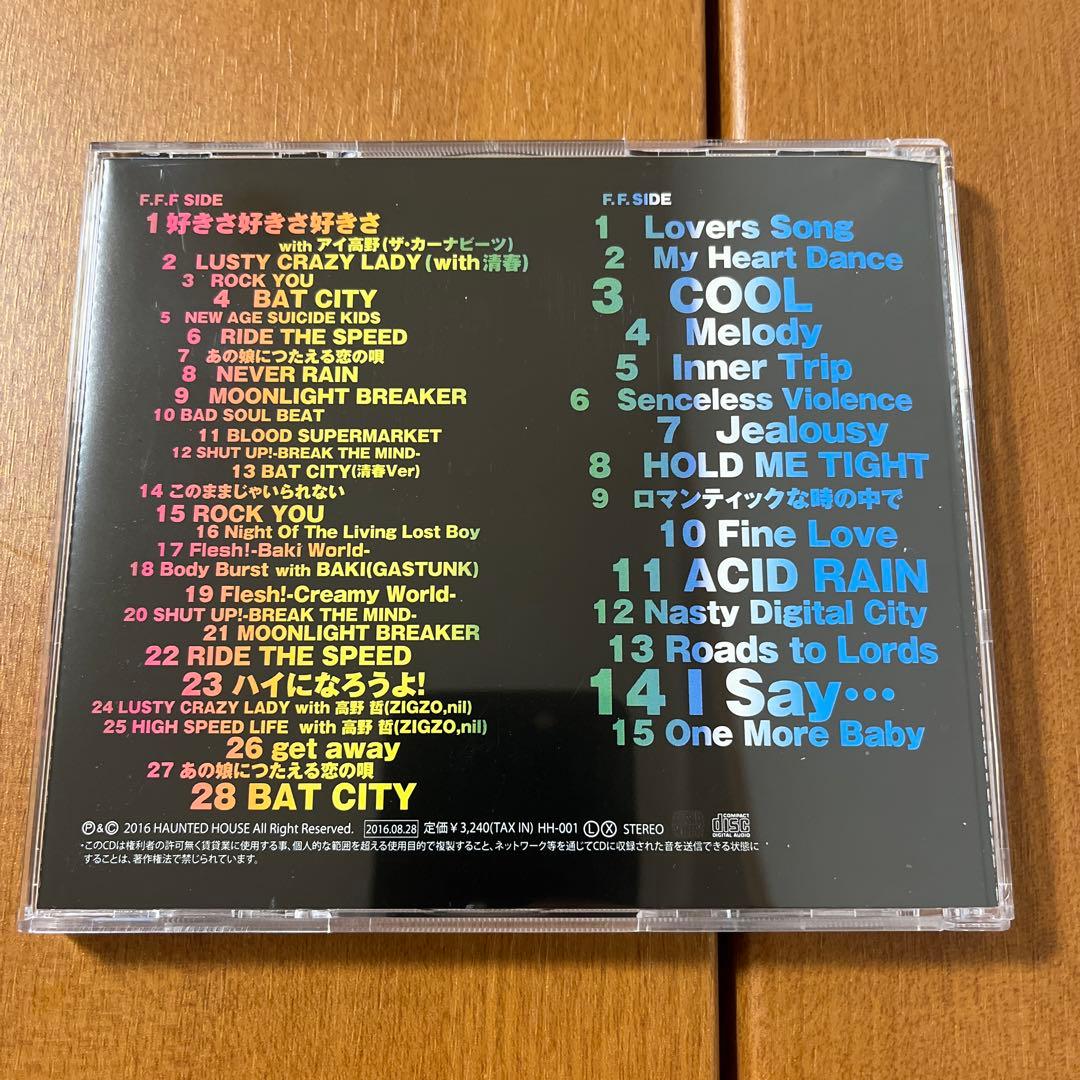 F.F.F SIDE
1 好きさ好きさ好きさ
with アイ高野(ザ・カーナビーツ)
2 LUSTY CRAZY LADY(with清春)
3 ROCK YOU
4 BAT CITY
5 NEW AGE SUICIDE KIDS
6 RIDE THE SPEED
7 あの娘につたえる恋の唄
8 NEVER RAIN
9 MOONLIGHT BREAKER
10 BAD SOUL BEAT
11 BLOOD SUPERMARKET
12 SHUT UP!-BREAK THE MIND-
13 BAT CITY(清春Ver)
14 このままじゃいられない
15 ROCK YOU
16 Night Of The Living Lost Boy
17 Flesh!-Baki World-
18 Body Burst with BAKI(GASTUNK)
19 Flesh!-Creamy World-
20 SHUT UP!-BREAK THE MIND-
21 MOONLIGHT BREAKER
22 RIDE THE SPEED
23 ハイになろうよ!
24 LUSTY CRAZY LADY with 高野 哲(ZIGZO,nil)
25 HIGH SPEED LIFE with 高野 哲(ZIGZO,nil)
26 get away
27 あの娘につたえる恋の唄
28 BAT CITY
F.F.SIDE
1 Lovers Song
2 My Heart Dance
3 COOL
4 Melody
5 Inner Trip
6 Senceless Violence
7 Jealousy
8 HOLD ME TIGHT
9 ロマンティックな時の中で
10 Fine Love
11 ACID RAIN
12 Nasty Digital City
13 Roads to Lords
14 I Say…
15 One More Baby
Ⓟ&Ⓒ 2016 HAUNTED HOUSE All Right Reserved. 2016.08.28 定価¥3,240(TAX IN) HH-001 ⓁⓍ STEREO COMPACT disc DIGITAL AUDIO
・このCDは権利者の許可無く賃貸業に使用する事、個人的な範囲を超える使用目的で複製すること、ネットワーク等を通じてCDに収録された音を送信できる状態に
することは、著作権法で禁じられています。